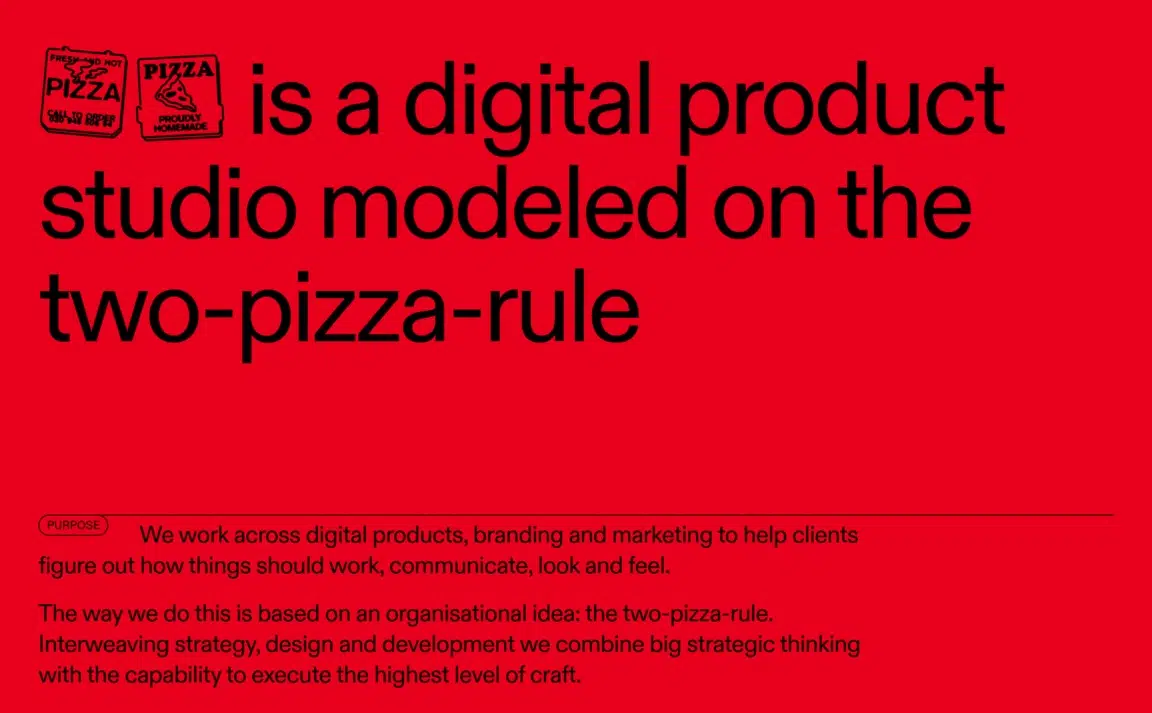 FRESH AND HOT
PIZZA
CALL TO ORDER
PIZZA
PROUDLY
HOMEMADE
is a digital product
studio modeled on the
two-pizza-rule
PURPOSE
We work across digital products, branding and marketing to help clients
figure out how things should work, communicate, look and feel.
The way we do this is based on an organisational idea: the two-pizza-rule.
Interweaving strategy, design and development we combine big strategic thinking
with the capability to execute the highest level of craft.